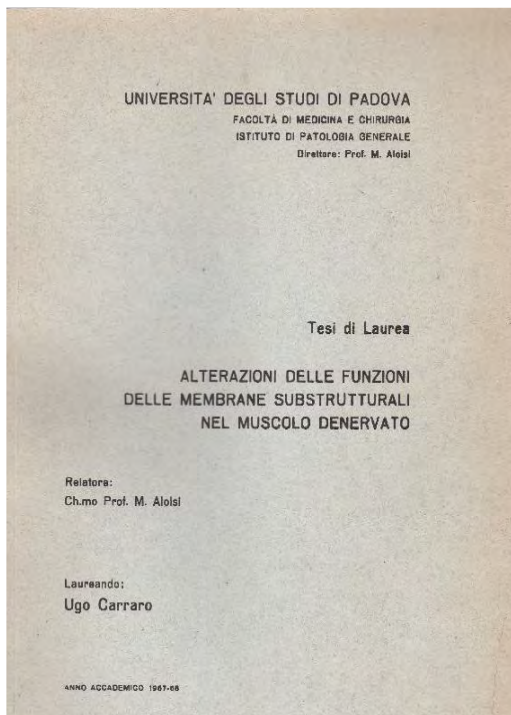 UNIVERSITA' DEGLI STUDI DI PADOVA
FACOLTÀ DI MEDICINA E CHIRURGIA
ISTITUTO DI PATOLOGIA GENERALE
Direttore: Prof. M. Aloisi
Tesi di Laurea
ALTERAZIONI DELLE FUNZIONI
DELLE MEMBRANE SUBSTRUTTURALI
NEL MUSCOLO DENERVATO
Relatore:
Ch.mo Prof. M. Aloisi
Laureando:
Ugo Carraro
ANNO ACCADEMICO 1967-68